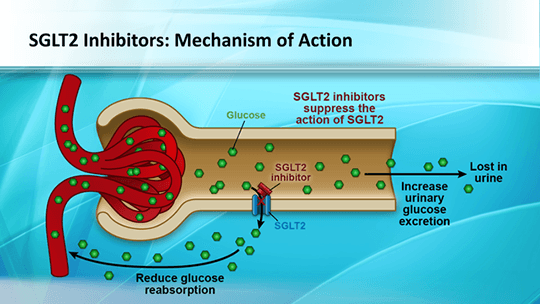 SGLT2 Inhibitors: Mechanism of Action
SGLT2 inhibitors
suppress the
action of SGLT2
Glucose
SGLT2
inhibitor
Lost in
urine
Increase
urinary
glucose
excretion
SGLT2
Reduce glucose
reabsorption